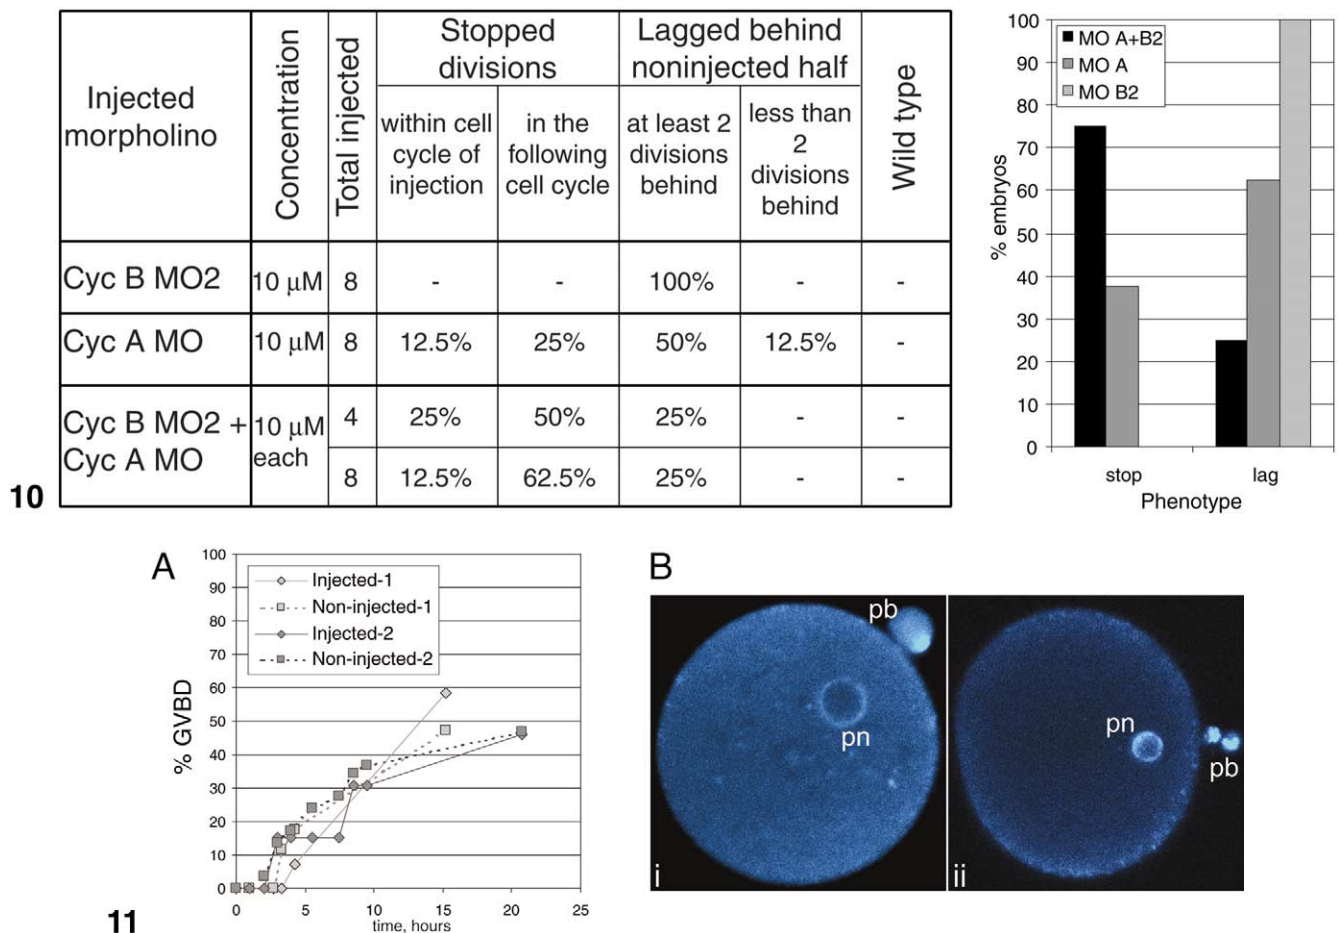 Injected
morpholino
Concentration
Total injected
Stopped
divisions
within cell
cycle of
injection
in the
following
cell cycle
Lagged behind
noninjected half
at least 2
divisions
behind
less than
2
divisions
behind
Wild type
Cyc B MO2 10 μM 8 - - 100% - -
Cyc A MO 10 μM 8 12.5% 25% 50% 12.5% -
Cyc B MO2 +
Cyc A MO
10 μM
each
4 25% 50% 25% - -
8 12.5% 62.5% 25% - -
10
MO A+B2
MO A
MO B2
% embryos
100
90
80
70
60
50
40
30
20
10
0
stop lag
Phenotype
A
% GVBD
100
90
80
70
60
50
40
30
20
10
0
Injected-1
Non-injected-1
Injected-2
Non-injected-2
0 5 10 15 20 25
time, hours
11
B
pb
pn
i
pn
pb
ii